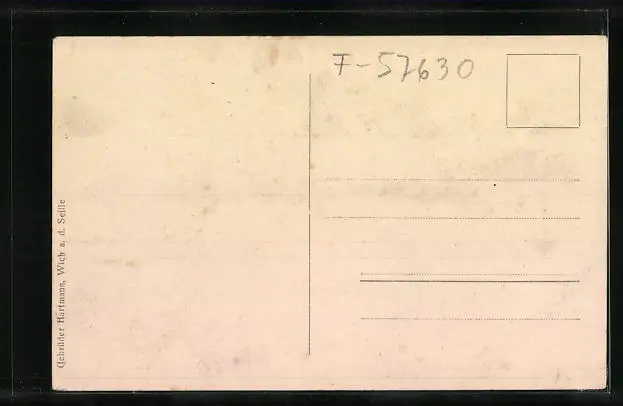 F-57630
Gebrüder Hartmann, Wich a. d. Seille